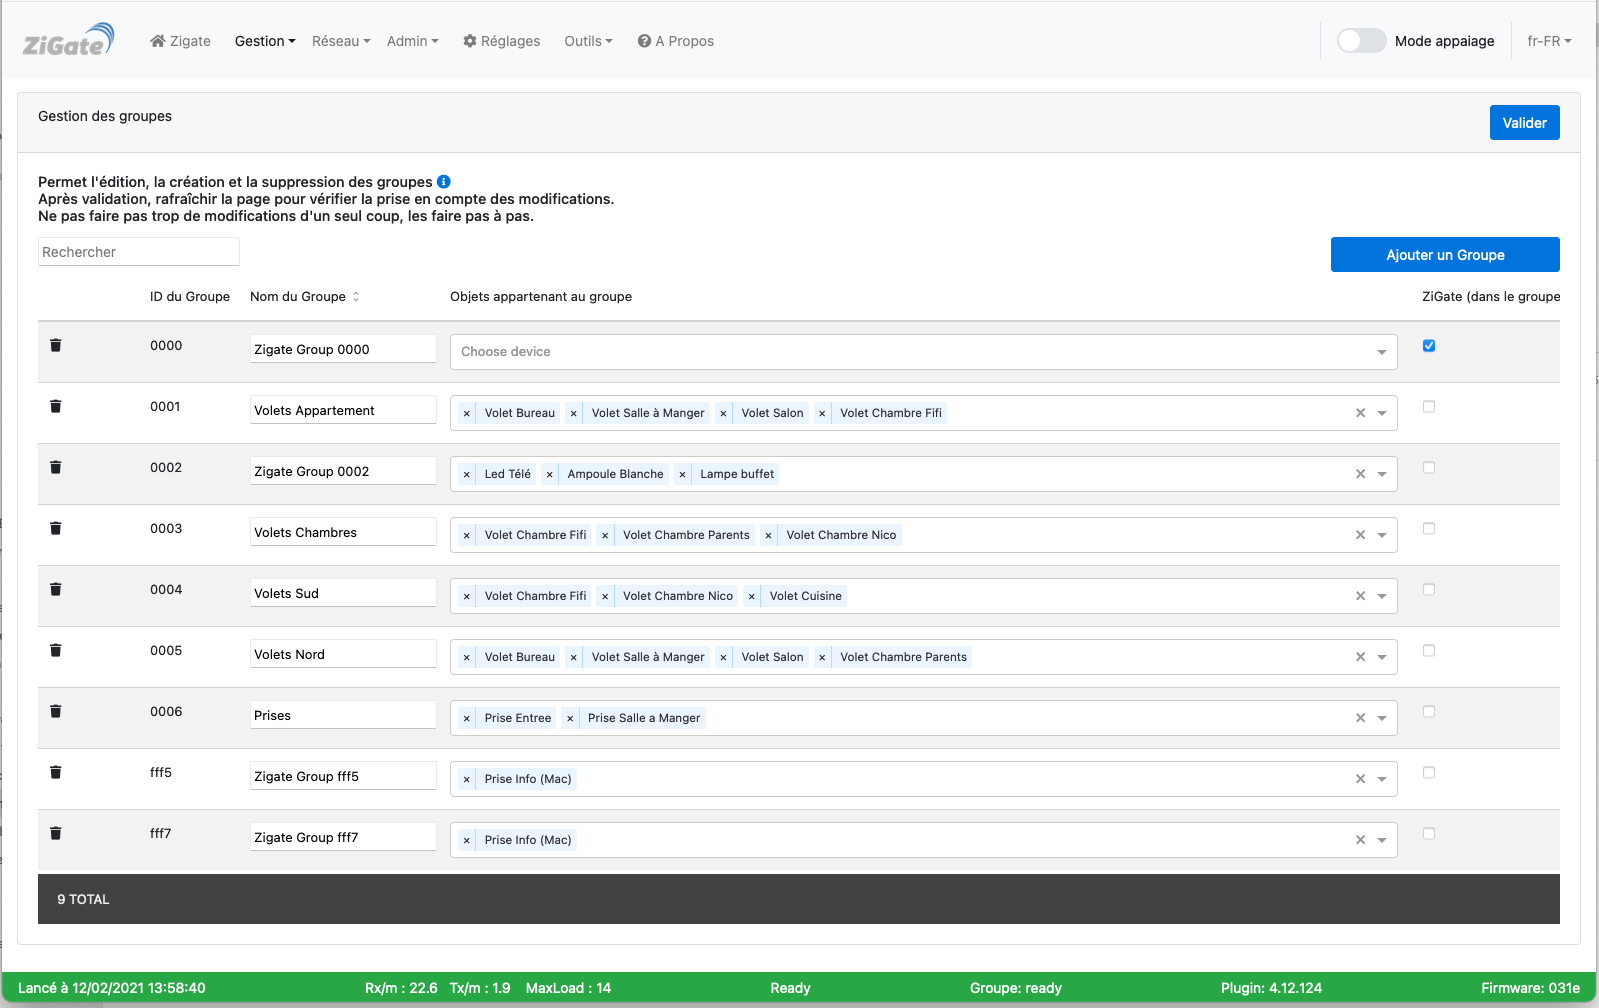 ZiGate
Zigate
Gestion
Réseau
Admin
Réglages
Outils
A Propos
Mode appaiage
fr-FR
Gestion des groupes
Valider
Permet l'édition, la création et la suppression des groupes
Après validation, rafraîchir la page pour vérifier la prise en compte des modifications.
Ne pas faire pas trop de modifications d'un seul coup, les faire pas à pas.
Rechercher
Ajouter un Groupe
ID du Groupe Nom du Groupe Objets appartenant au groupe ZiGate (dans le groupe
0000 Zigate Group 0000 Choose device
0001 Volets Appartement × Volet Bureau × Volet Salle à Manger × Volet Salon × Volet Chambre Fifi ×
0002 Zigate Group 0002 × Led Télé × Ampoule Blanche × Lampe buffet ×
0003 Volets Chambres × Volet Chambre Fifi × Volet Chambre Parents × Volet Chambre Nico ×
0004 Volets Sud × Volet Chambre Fifi × Volet Chambre Nico × Volet Cuisine ×
0005 Volets Nord × Volet Bureau × Volet Salle à Manger × Volet Salon × Volet Chambre Parents ×
0006 Prises × Prise Entree × Prise Salle a Manger ×
fff5 Zigate Group fff5 × Prise Info (Mac) ×
fff7 Zigate Group fff7 × Prise Info (Mac) ×
9 TOTAL
Lancé à 12/02/2021 13:58:40 Rx/m : 22.6 Tx/m : 1.9 MaxLoad : 14 Ready Groupe: ready Plugin: 4.12.124 Firmware: 031e